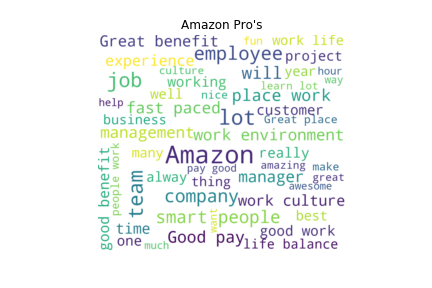 Amazon Pro's
Great benefit fun work life
employee project
experience
culture will year hour
job working learn lot way
well nice place work
help fast paced lot customer
business Great place
management work environment
many Amazon really
pay good amazing make
alway thing manager great
awesome
good benefit people work team company work culture
smart people want best
time Good pay good work
one much life balance